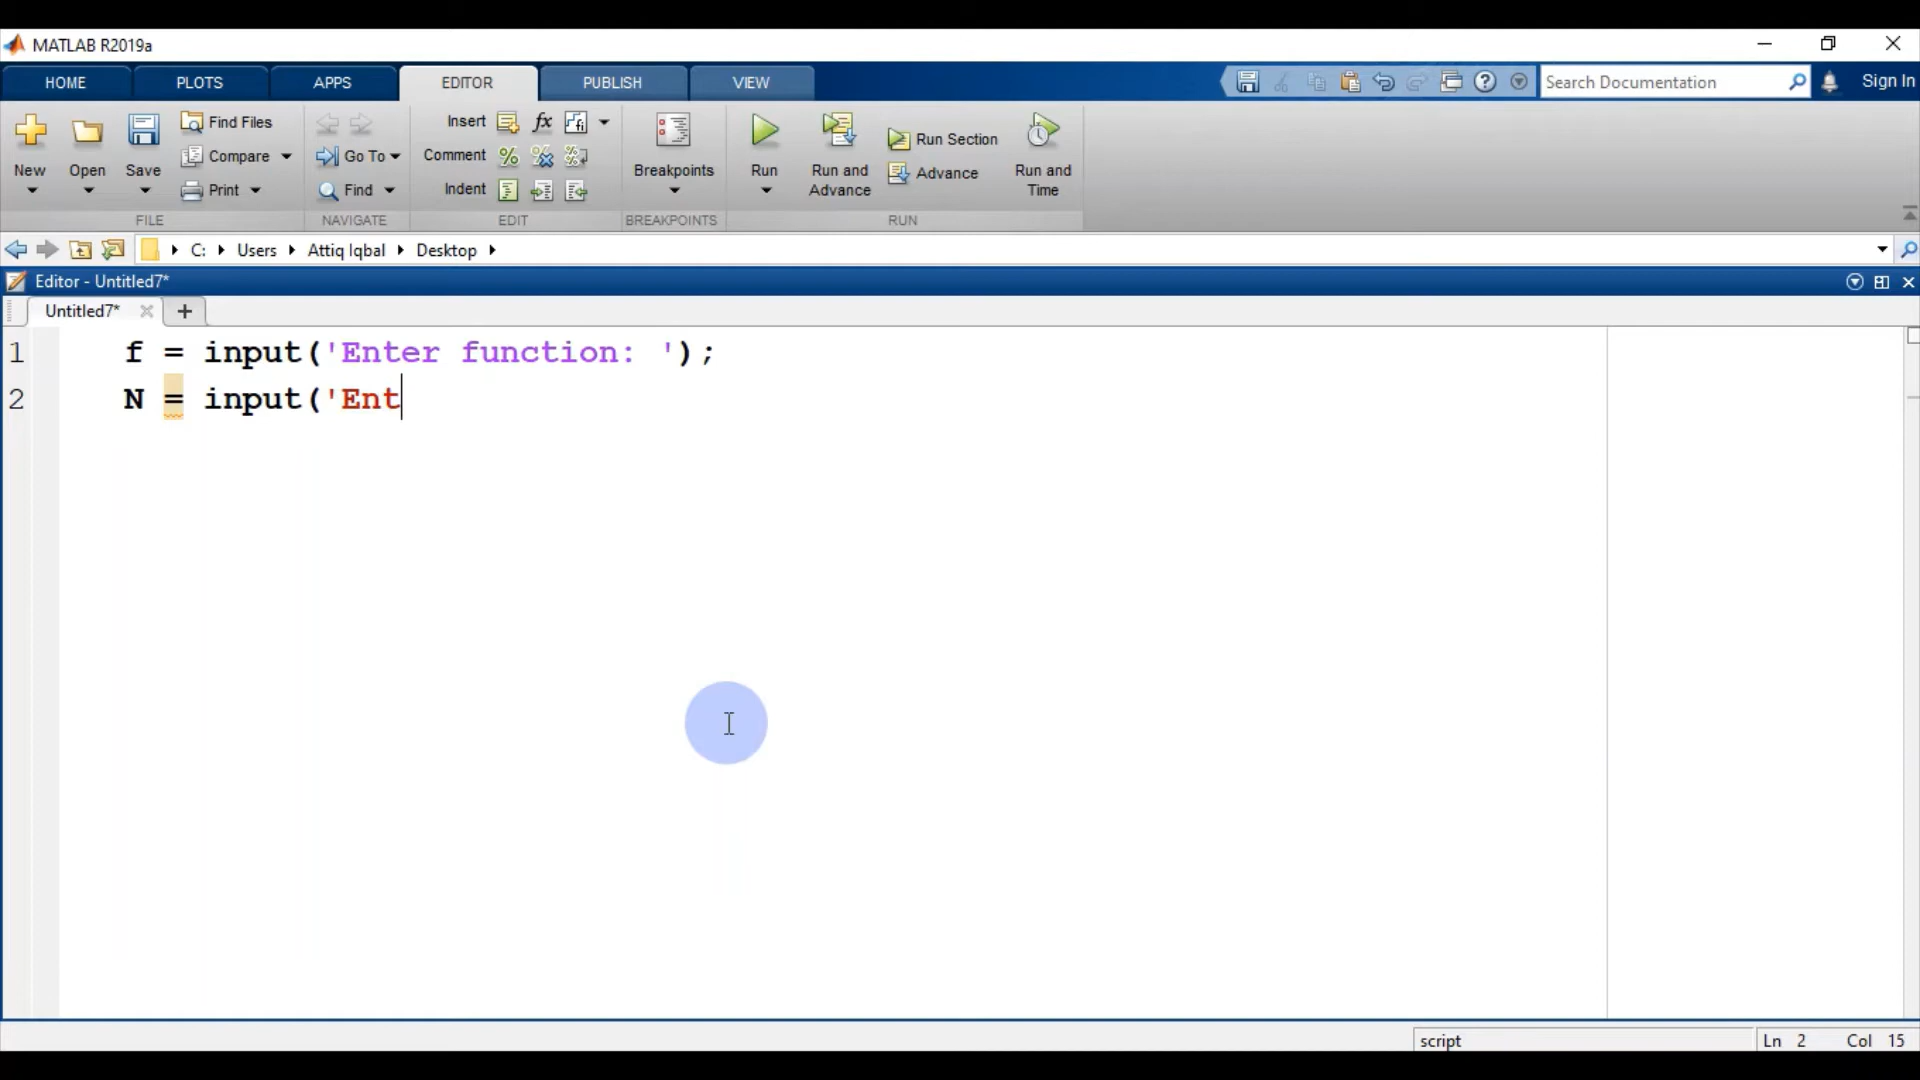 MATLAB R2019a
HOME PLOTS APPS EDITOR PUBLISH VIEW Search Documentation Sign In
New Open Save Find Files Compare Print
Go To Find
Insert fx fi
Comment
Indent
Breakpoints
Run Run and Advance Run Section Advance Run and Time
FILE NAVIGATE EDIT BREAKPOINTS RUN
C: Users Attiq Iqbal Desktop
Editor - Untitled7*
Untitled7*
1 f = input('Enter function: ');
2 N = input('Ent
script Ln 2 Col 15